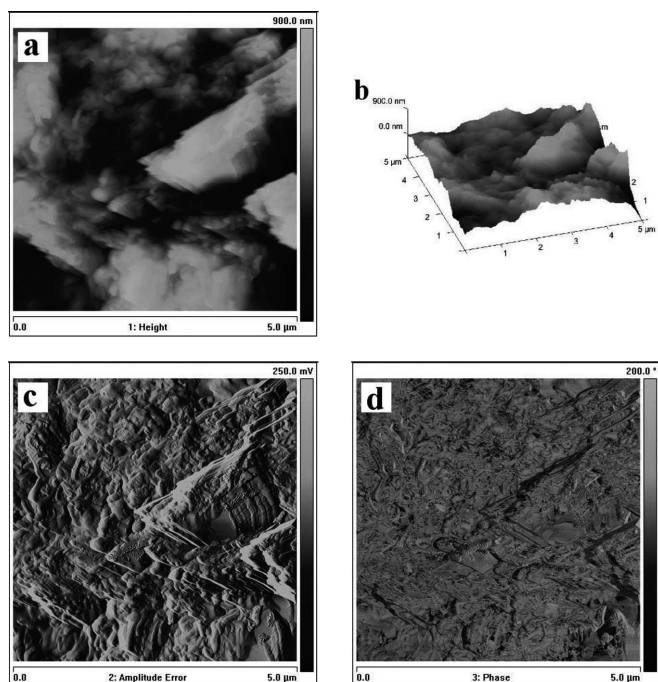 900.0 nm
a
0.0 1: Height 5.0 µm
b
900.0 nm
0.0 nm
5 µm
4
3
2
1
1
2
3
4
5 µm
1
2
m
250.0 mV
c
0.0 2: Amplitude Error 5.0 µm
200.0 °
d
0.0 3: Phase 5.0 µm